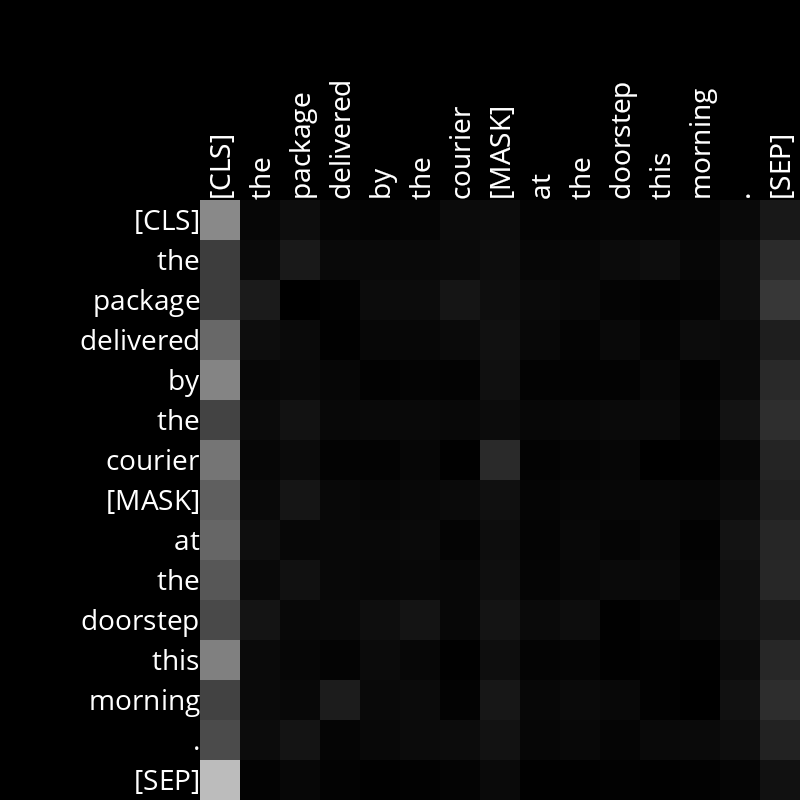 [CLS] the package delivered by the courier [MASK] at the doorstep this morning . [SEP]
[CLS]
the
package
delivered
by
the
courier
[MASK]
at
the
doorstep
this
morning
.
[SEP]